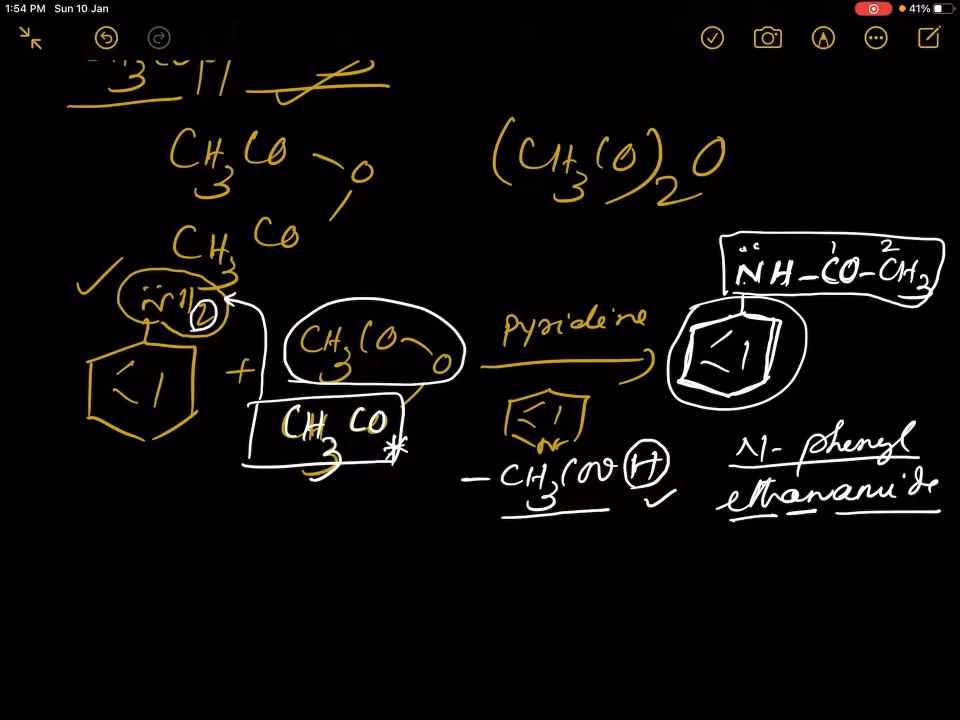 1:54 PM Sun 10 Jan
41%
CH3CO
O
(CH3CO)2O
CH3CO
NH2
+
CH3CO
O
CH3CO
*
pyridine
N
NH-CO-CH3
1
2
-CH3COOH
N-phenyl
ethanamide